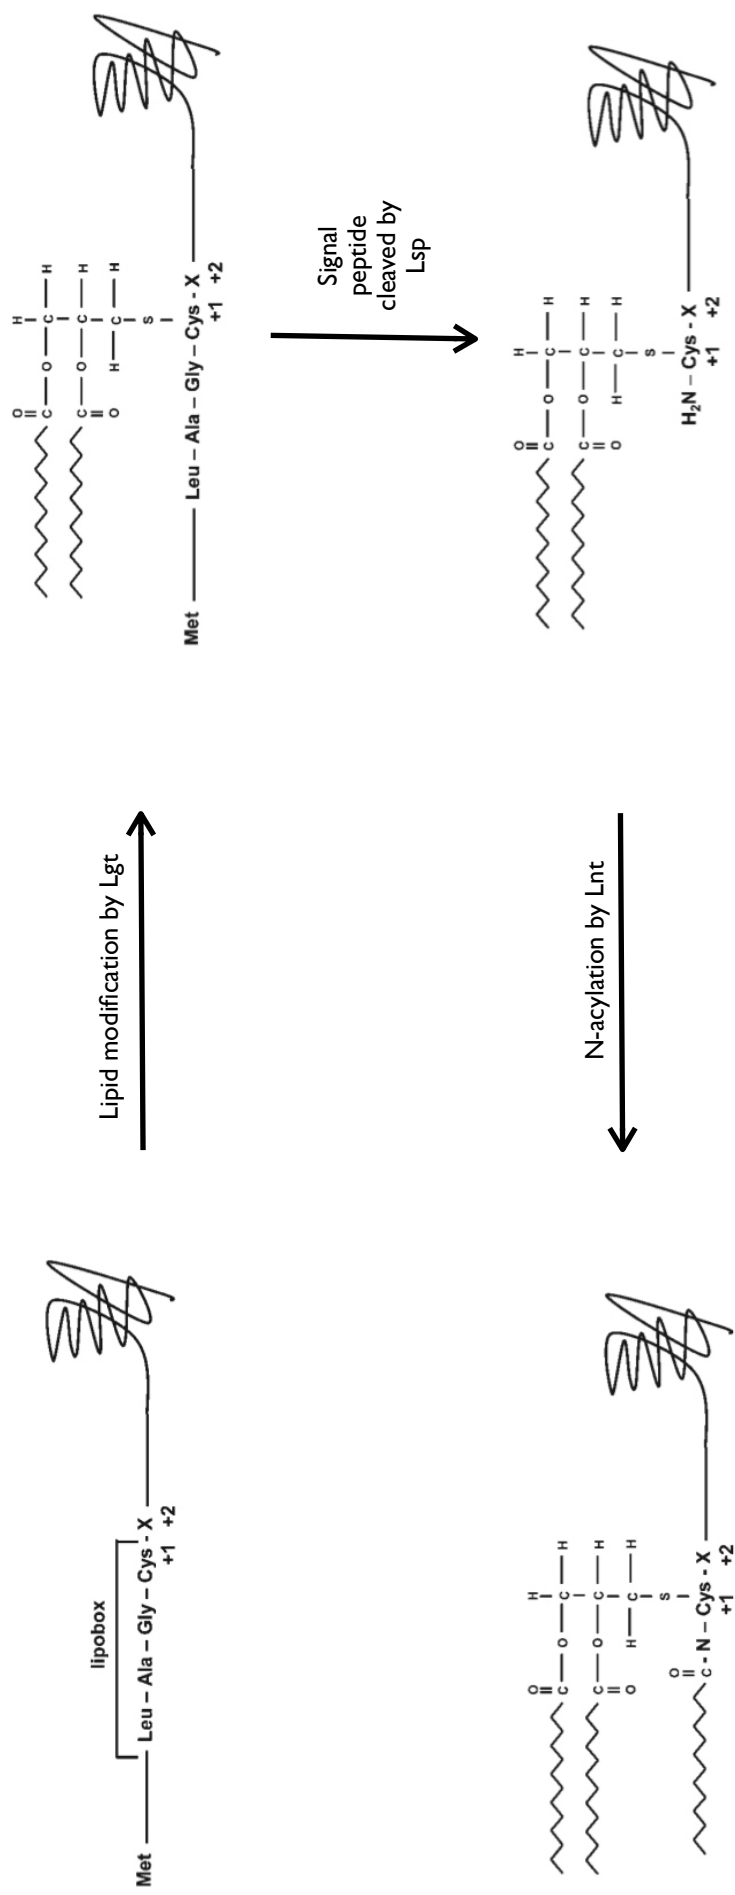 lipobox
Met — Leu – Ala – Gly – Cys - X
+1 +2
Lipid modification by Lgt
O H
C — O — C — H
C — O — C — H
O H — C — H
S
Met — Leu – Ala – Gly – Cys - X
+1 +2
Signal
peptide
cleaved by
Lsp
O H
C — O — C — H
C — O — C — H
O H — C — H
S
H₂N – Cys - X
+1 +2
N-acylation by Lnt
O H
C — O — C — H
C — O — C — H
O H — C — H
O S
C - N – Cys - X
+1 +2